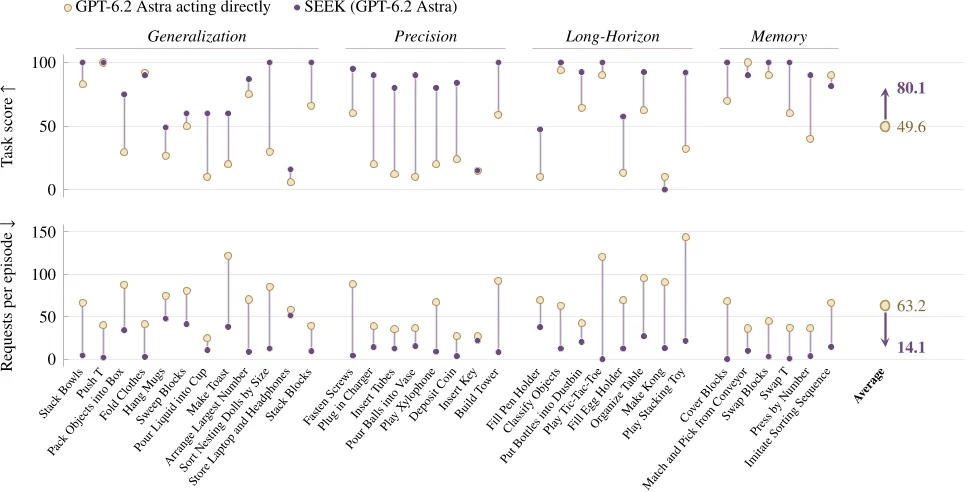 GPT-6.2 Astra acting directly
SEEK (GPT-6.2 Astra)
Generalization
Precision
Long-Horizon
Memory
Task score ↑
100
50
0
80.1
49.6
Requests per episode ↓
150
100
50
0
63.2
14.1
Stack Bowls
Push T
Pack Objects into Box
Fold Clothes
Hang Mugs
Sweep Blocks
Pour Liquid into Cup
Make Toast
Arrange Largest Number
Sort Nesting Dolls by Size
Store Laptop and Headphones
Stack Blocks
Fasten Screws
Plug in Charger
Insert Tubes
Pour Balls into Vase
Play Xylophone
Deposit Coin
Insert Key
Build Tower
Fill Pen Holder
Classify Objects
Put Bottles into Dustbin
Play Tic-Tac-Toe
Fill Egg Holder
Organize Table
Make Kong
Play Stacking Toy
Cover Blocks
Match and Pick from Conveyor
Swap Blocks
Swap T
Press by Number
Imitate Sorting Sequence
Average